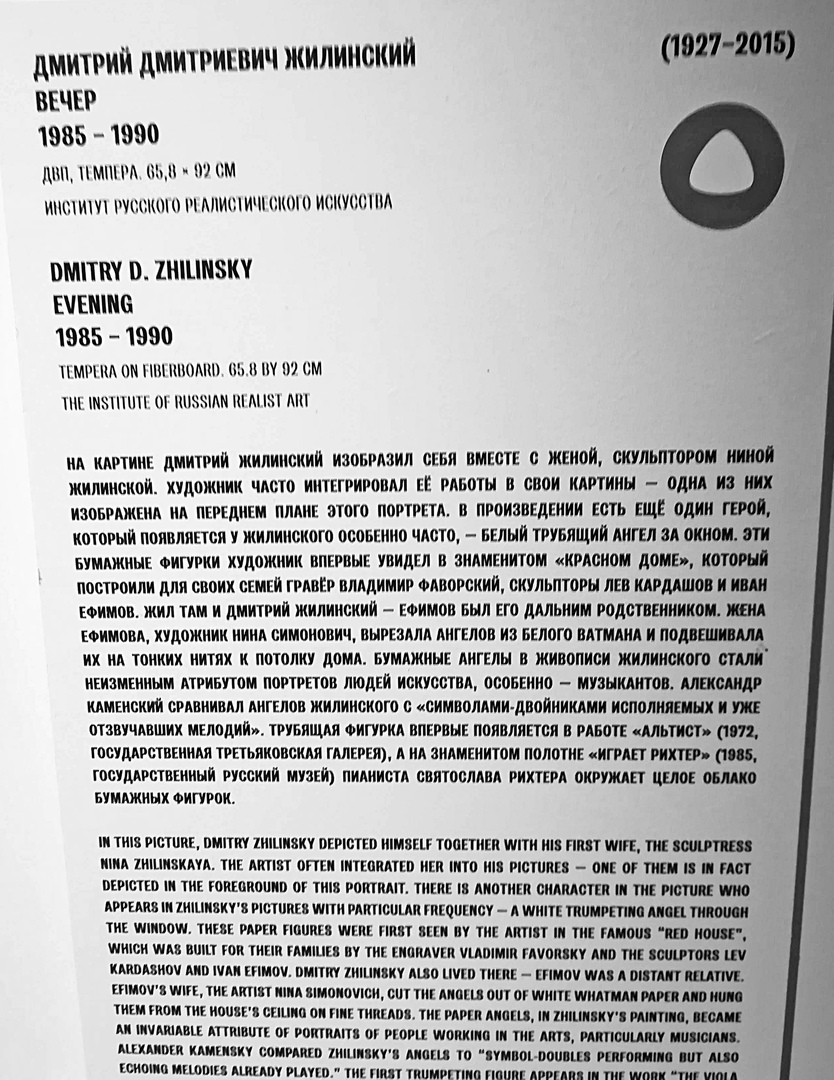 ДМИТРИЙ ДМИТРИЕВИЧ ЖИЛИНСКИЙ
(1927–2015)
ВЕЧЕР
1985 – 1990
ДВП, ТЕМПЕРА. 65,8 × 92 СМ
ИНСТИТУТ РУССКОГО РЕАЛИСТИЧЕСКОГО ИСКУССТВА
DMITRY D. ZHILINSKY
EVENING
1985 – 1990
TEMPERA ON FIBERBOARD. 65.8 BY 92 CM
THE INSTITUTE OF RUSSIAN REALIST ART
НА КАРТИНЕ ДМИТРИЙ ЖИЛИНСКИЙ ИЗОБРАЗИЛ СЕБЯ ВМЕСТЕ С ЖЕНОЙ, СКУЛЬПТОРОМ НИНОЙ
ЖИЛИНСКОЙ. ХУДОЖНИК ЧАСТО ИНТЕГРИРОВАЛ ЕЁ РАБОТЫ В СВОИ КАРТИНЫ – ОДНА ИЗ НИХ
ИЗОБРАЖЕНА НА ПЕРЕДНЕМ ПЛАНЕ ЭТОГО ПОРТРЕТА. В ПРОИЗВЕДЕНИИ ЕСТЬ ЕЩЁ ОДИН ГЕРОЙ,
КОТОРЫЙ ПОЯВЛЯЕТСЯ У ЖИЛИНСКОГО ОСОБЕННО ЧАСТО, – БЕЛЫЙ ТРУБЯЩИЙ АНГЕЛ ЗА ОКНОМ. ЭТИ
БУМАЖНЫЕ ФИГУРКИ ХУДОЖНИК ВПЕРВЫЕ УВИДЕЛ В ЗНАМЕНИТОМ «КРАСНОМ ДОМЕ», КОТОРЫЙ
ПОСТРОИЛИ ДЛЯ СВОИХ СЕМЕЙ ГРАВЁР ВЛАДИМИР ФАВОРСКИЙ, СКУЛЬПТОРЫ ЛЕВ КАРДАШОВ И ИВАН
ЕФИМОВ. ЖИЛ ТАМ И ДМИТРИЙ ЖИЛИНСКИЙ – ЕФИМОВ БЫЛ ЕГО ДАЛЬНИМ РОДСТВЕННИКОМ. ЖЕНА
ЕФИМОВА, ХУДОЖНИК НИНА СИМОНОВИЧ, ВЫРЕЗАЛА АНГЕЛОВ ИЗ БЕЛОГО ВАТМАНА И ПОДВЕШИВАЛА
ИХ НА ТОНКИХ НИТЯХ К ПОТОЛКУ ДОМА. БУМАЖНЫЕ АНГЕЛЫ В ЖИВОПИСИ ЖИЛИНСКОГО СТАЛИ
НЕИЗМЕННЫМ АТРИБУТОМ ПОРТРЕТОВ ЛЮДЕЙ ИСКУССТВА, ОСОБЕННО – МУЗЫКАНТОВ. АЛЕКСАНДР
КАМЕНСКИЙ СРАВНИВАЛ АНГЕЛОВ ЖИЛИНСКОГО С «СИМВОЛАМИ-ДВОЙНИКАМИ ИСПОЛНЯЕМЫХ И УЖЕ
ОТЗВУЧАВШИХ МЕЛОДИЙ». ТРУБЯЩАЯ ФИГУРКА ВПЕРВЫЕ ПОЯВЛЯЕТСЯ В РАБОТЕ «АЛЬТИСТ» (1972,
ГОСУДАРСТВЕННАЯ ТРЕТЬЯКОВСКАЯ ГАЛЕРЕЯ), А НА ЗНАМЕНИТОМ ПОЛОТНЕ «ИГРАЕТ РИХТЕР» (1985,
ГОСУДАРСТВЕННЫЙ РУССКИЙ МУЗЕЙ) ПИАНИСТА СВЯТОСЛАВА РИХТЕРА ОКРУЖАЕТ ЦЕЛОЕ ОБЛАКО
БУМАЖНЫХ ФИГУРОК.
IN THIS PICTURE, DMITRY ZHILINSKY DEPICTED HIMSELF TOGETHER WITH HIS FIRST WIFE, THE SCULPTRESS
NINA ZHILINSKAYA. THE ARTIST OFTEN INTEGRATED HER INTO HIS PICTURES – ONE OF THEM IS IN FACT
DEPICTED IN THE FOREGROUND OF THIS PORTRAIT. THERE IS ANOTHER CHARACTER IN THE PICTURE WHO
APPEARS IN ZHILINSKY'S PICTURES WITH PARTICULAR FREQUENCY – A WHITE TRUMPETING ANGEL THROUGH
THE WINDOW. THESE PAPER FIGURES WERE FIRST SEEN BY THE ARTIST IN THE FAMOUS "RED HOUSE",
WHICH WAS BUILT FOR THEIR FAMILIES BY THE ENGRAVER VLADIMIR FAVORSKY AND THE SCULPTORS LEV
KARDASHOV AND IVAN EFIMOV. DMITRY ZHILINSKY ALSO LIVED THERE – EFIMOV WAS A DISTANT RELATIVE.
EFIMOV'S WIFE, THE ARTIST NINA SIMONOVICH, CUT THE ANGELS OUT OF WHITE WHATMAN PAPER AND HUNG
THEM FROM THE HOUSE'S CEILING ON FINE THREADS. THE PAPER ANGELS, IN ZHILINSKY'S PAINTING, BECAME
AN INVARIABLE ATTRIBUTE OF PORTRAITS OF PEOPLE WORKING IN THE ARTS, PARTICULARLY MUSICIANS.
ALEXANDER KAMENSKY COMPARED ZHILINSKY'S ANGELS TO "SYMBOL-DOUBLES PERFORMING BUT ALSO
ECHOING MELODIES ALREADY PLAYED." THE FIRST TRUMPETING FIGURE APPEARS IN THE WORK "THE VIOLA